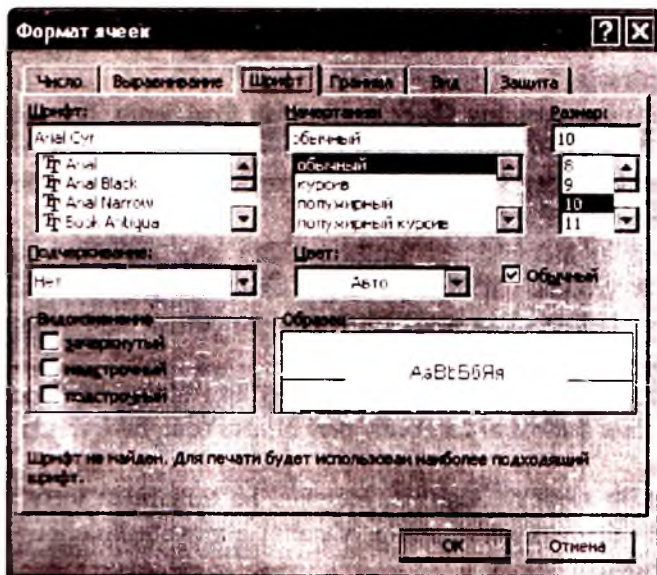 Формат ячеек
Число Выравнивание Шрифт Граница Вид Защита
Шрифт: Начертание: Размер:
Arial Cyr обычный 10
Arial обычный 8
Arial Black курсив 9
Arial Narrow полужирный 10
Book Antiqua полужирный курсив 11
Подчеркивание: Цвет:
Нет Авто Обычный
Видоизменение Образец
зачеркнутый
надстрочный AaBbБбЯя
подстрочный
Шрифт не найден. Для печати будет использован наиболее подходящий
шрифт.
ОК Отмена